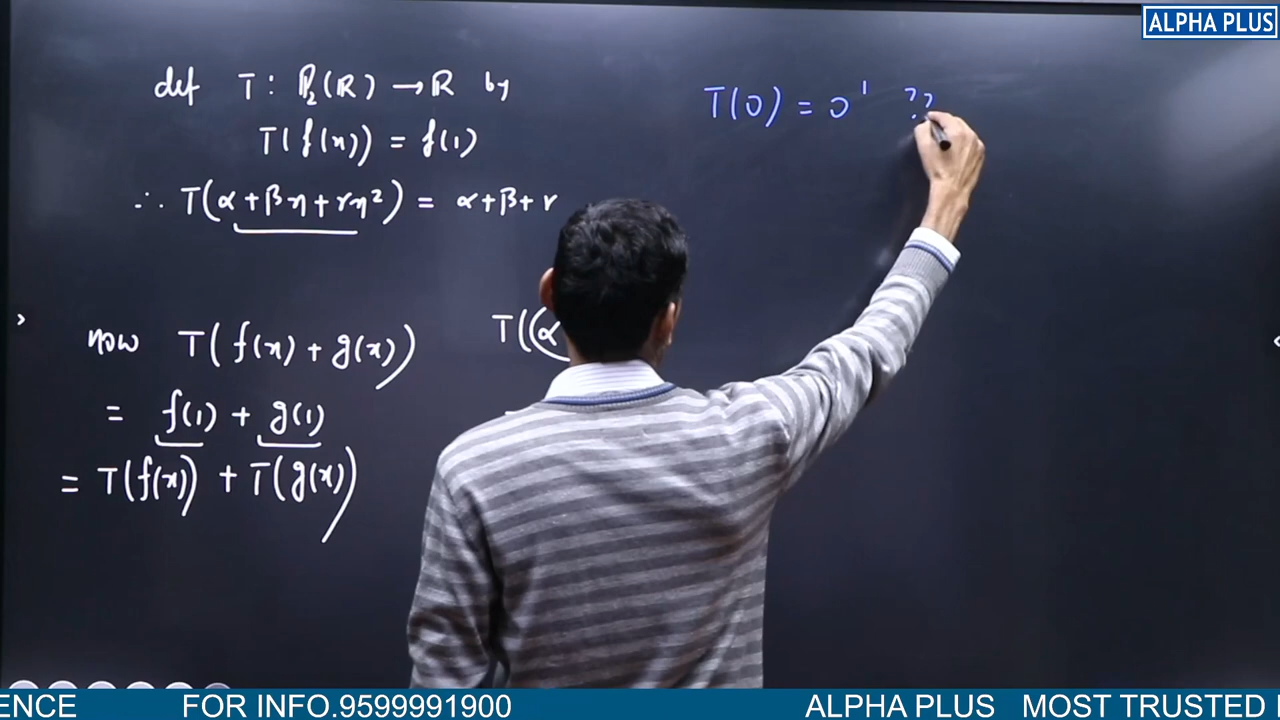 ALPHA PLUS
def T : P₂(R) → R by
T(f(x)) = f(1)
∴ T(α + βx + rx²) = α + β + r
now T(f(x) + g(x))
= f(1) + g(1)
= T(f(x)) + T(g(x))
T((α
T(0) = 0' ??
ENCE FOR INFO.9599991900 ALPHA PLUS MOST TRUSTED